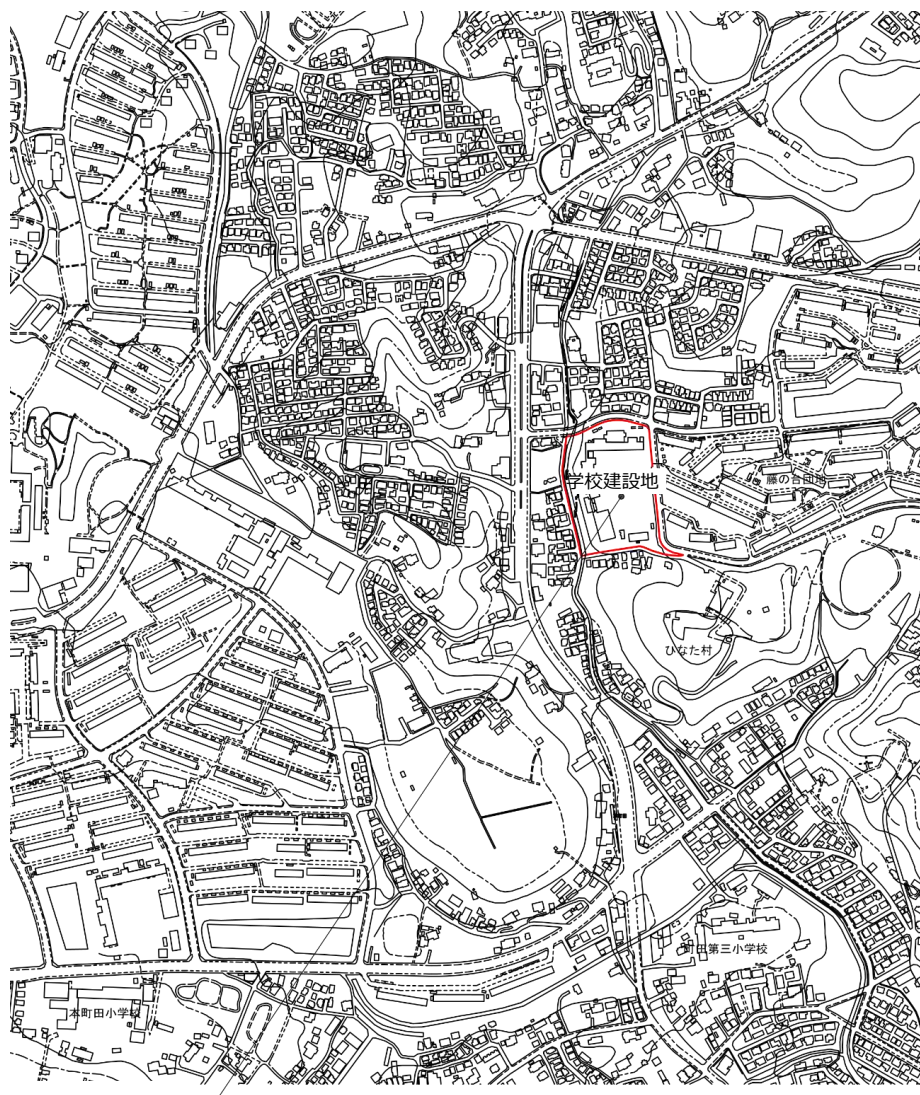 学校建設地
藤の台団地
ひなた村
町田第三小学校
本町田小学校